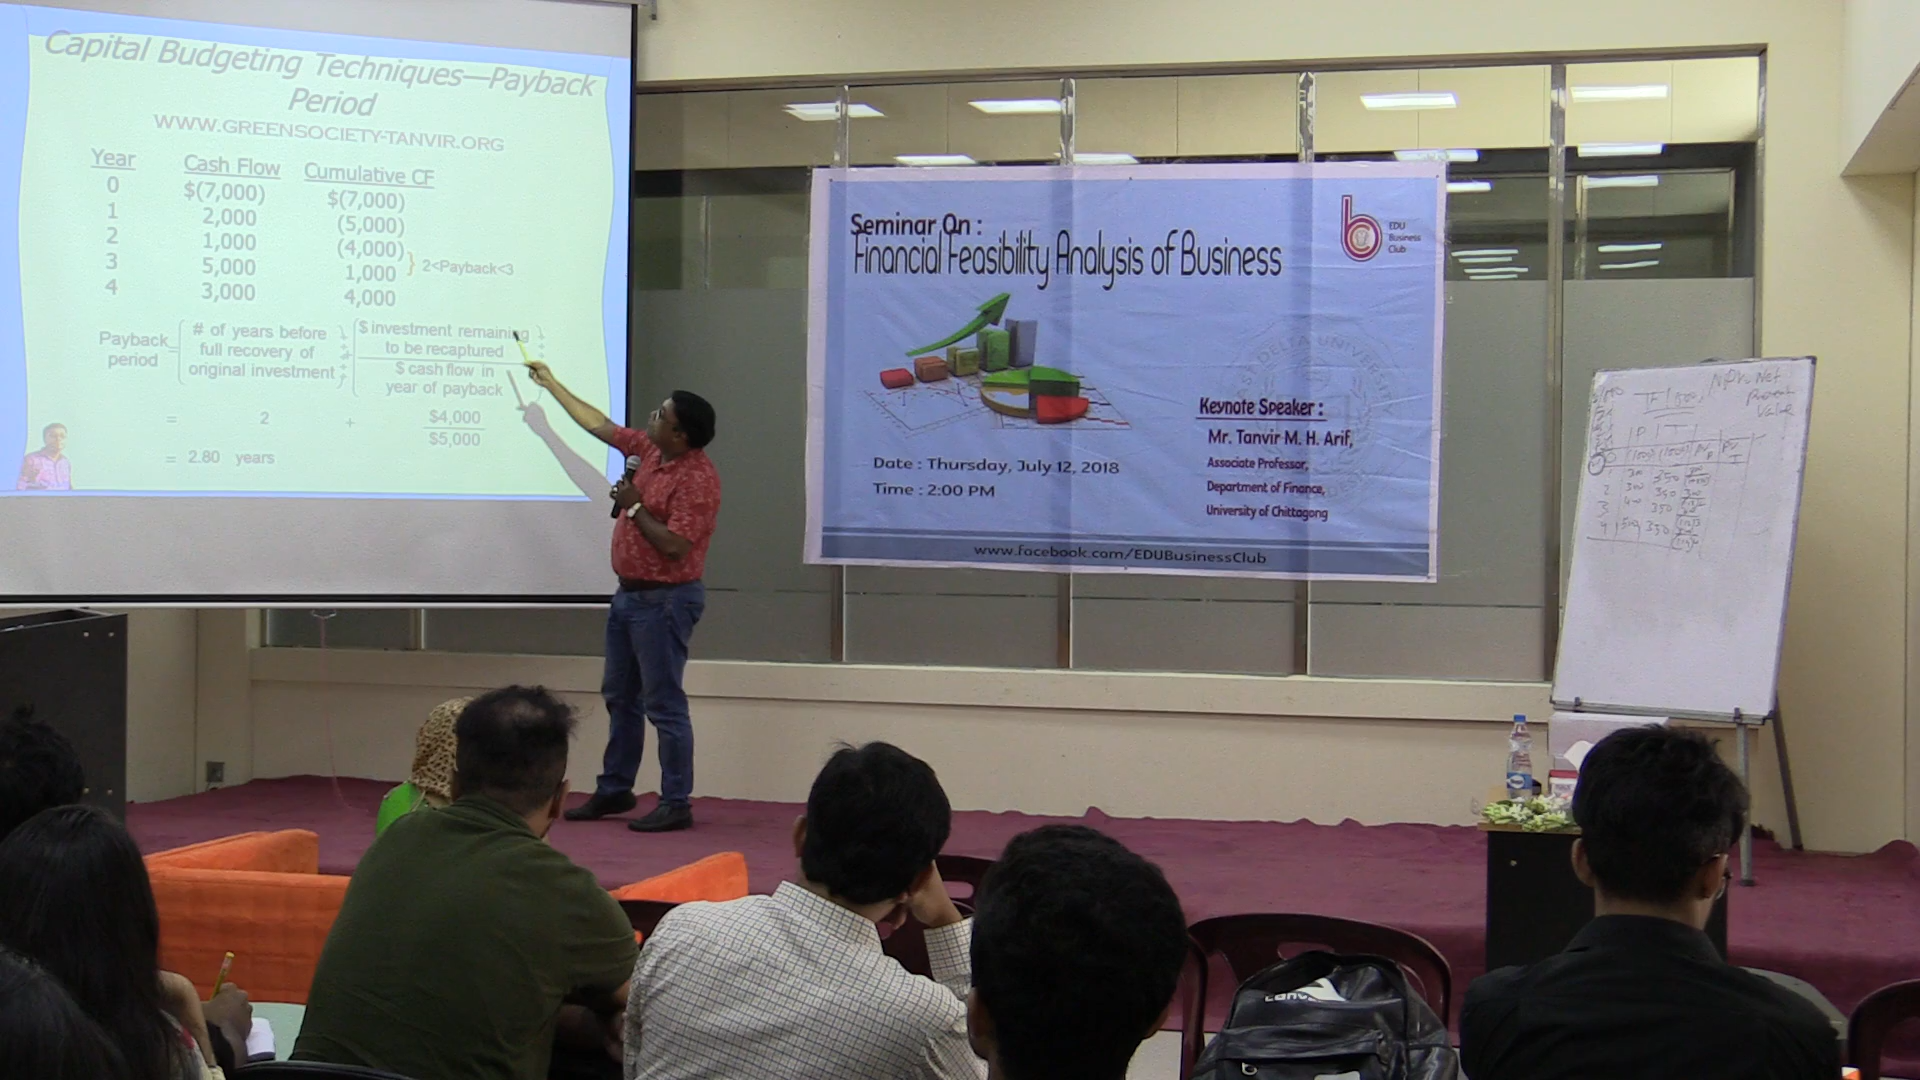 Capital Budgeting Techniques—Payback
Period
WWW.GREENSOCIETY-TANVIR.ORG
Year Cash Flow Cumulative CF
0 $(7,000) $(7,000)
1 2,000 (5,000)
2 1,000 (4,000)
3 5,000 1,000
2<Payback<3
4 3,000 4,000
Payback
period
=
# of years before
full recovery of
original investment
+
$ investment remaining
to be recaptured
$ cash flow in
year of payback
= 2 + $4,000
$5,000
= 2.80 years
Seminar On :
Financial Feasibility Analysis of Business
EDU
Business
Club
Keynote Speaker :
Mr. Tanvir M. H. Arif,
Associate Professor,
Department of Finance,
University of Chittagong
Date : Thursday, July 12, 2018
Time : 2:00 PM
www.facebook.com/EDUBusinessClub
NPV: Net
Present
Value